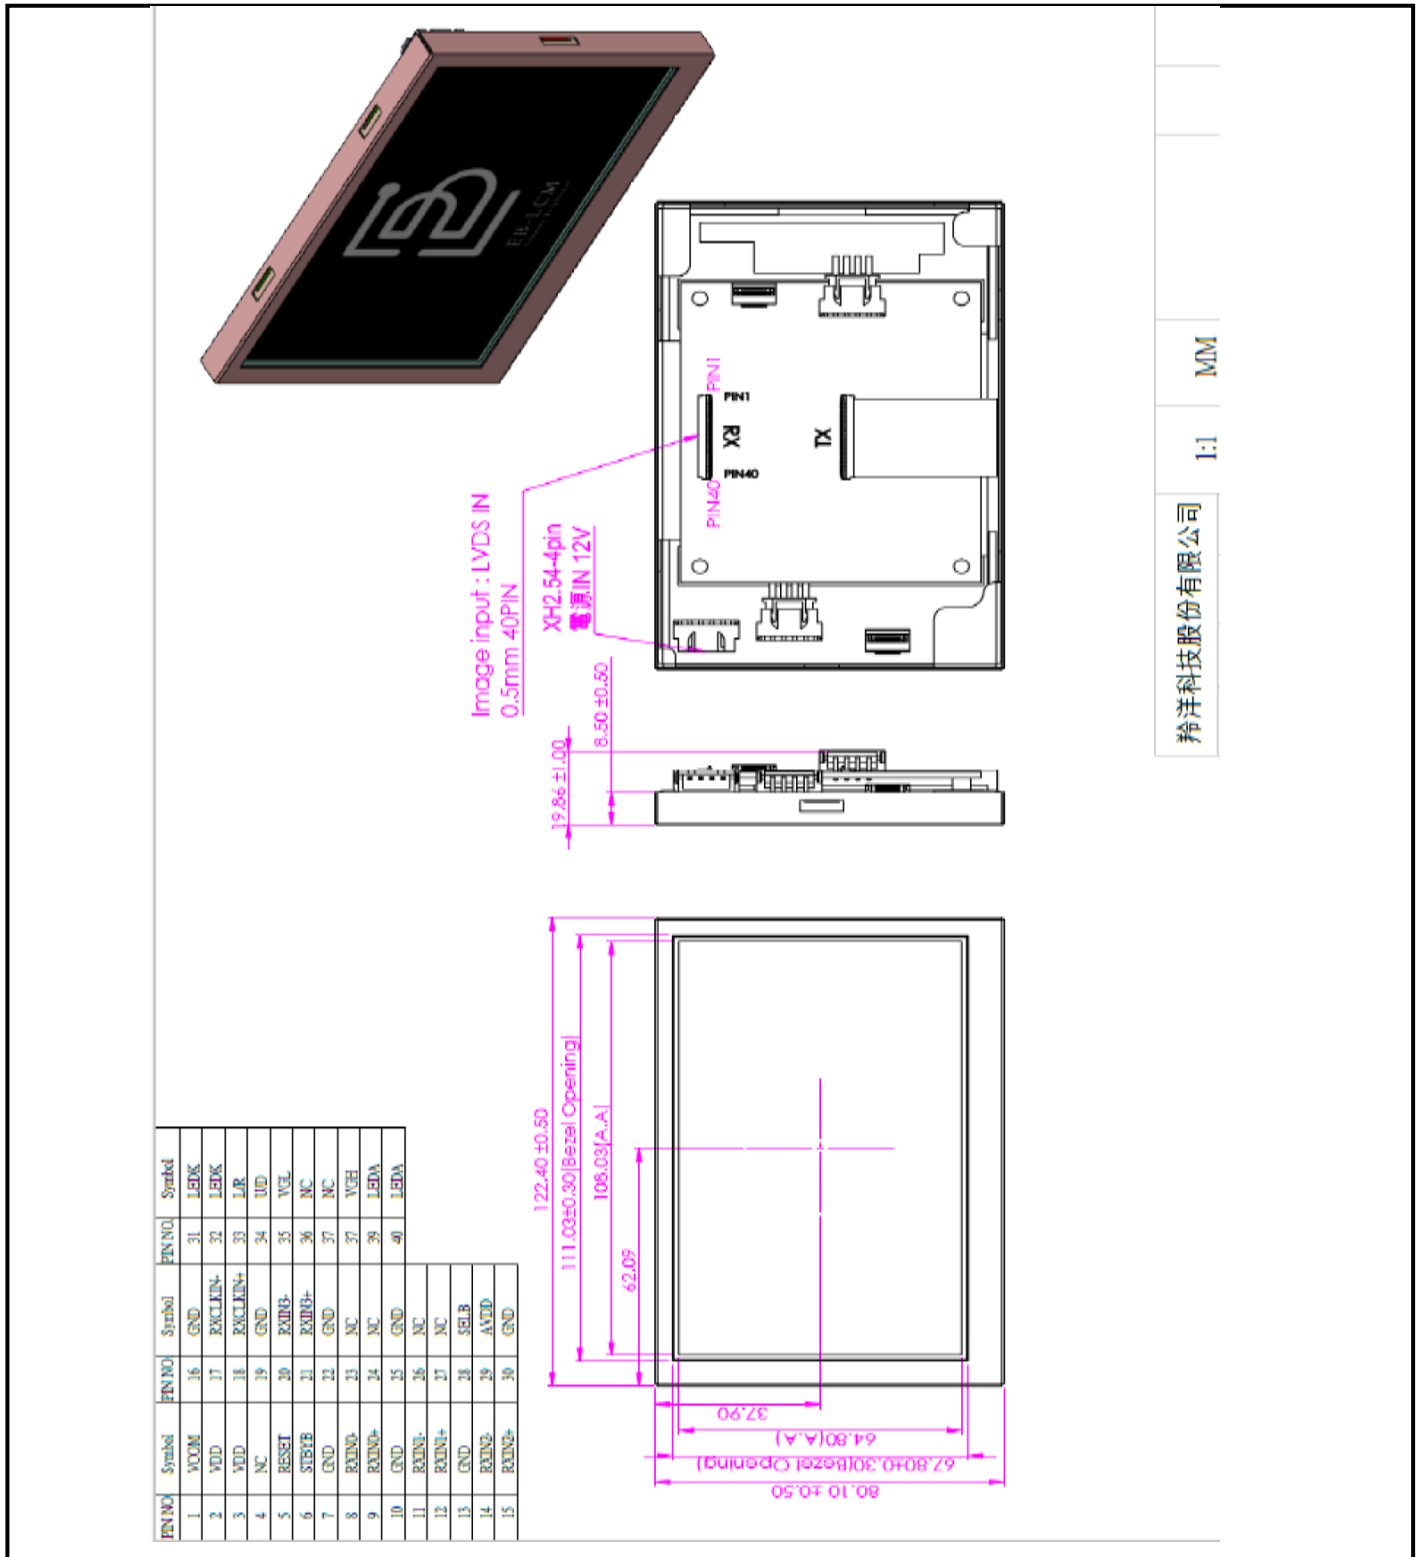 EB-LCM
PIN1
PIN1
RX
PIN40
PIN40
TX
Image input : LVDS IN
0.5mm 40PIN
XH2.54-4pin
電源IN 12V
19.86 ±1.00
8.50 ±0.50
122.40 ±0.50
111.03±0.30(Bezel Opening)
108.03(A.A)
62.09
37.90
64.80(A.A)
67.80±0.30(Bezel Opening)
80.10 ±0.50
MM
1:1
羚洋科技股份有限公司
PIN NO Symbol PIN NO Symbol PIN NO. Symbol
1 VCOM 16 GND 31 LEDK
2 VDD 17 RXCLKIN- 32 LEDK
3 VDD 18 RXCLKIN+ 33 L/R
4 NC 19 GND 34 U/D
5 RESET 20 RXIN3- 35 VGL
6 STBYB 21 RXIN3+ 36 NC
7 GND 22 GND 37 NC
8 RXIN0- 23 NC 37 VGH
9 RXIN0+ 24 NC 39 LEDA
10 GND 25 GND 40 LEDA
11 RXIN1- 26 NC
12 RXIN1+ 27 NC
13 GND 28 SELB
14 RXIN2- 29 AVDD
15 RXIN2+ 30 GND